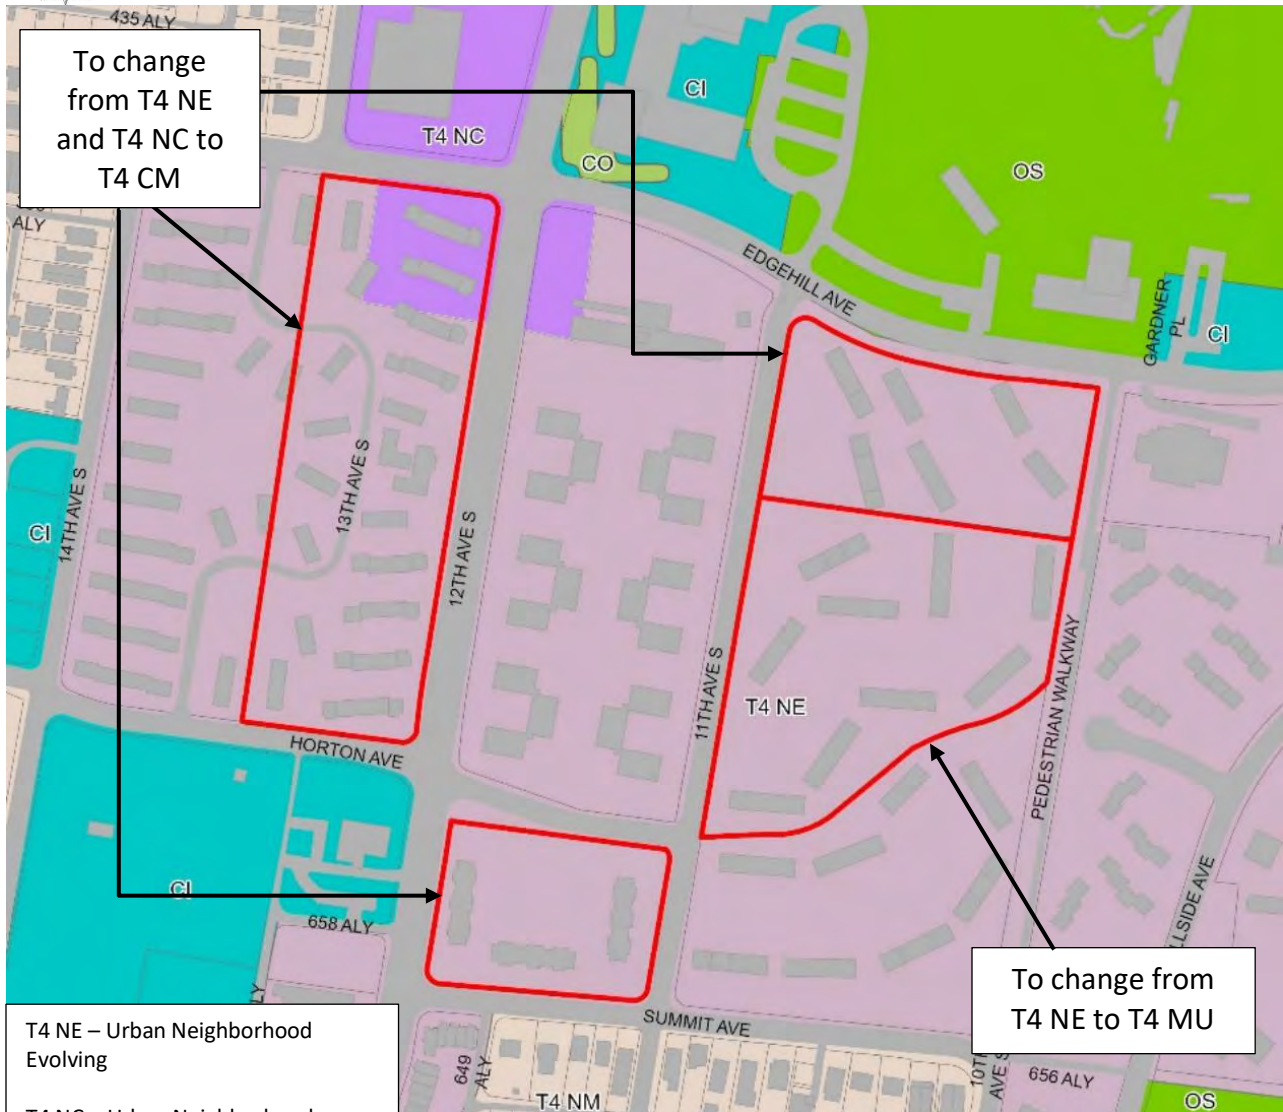 435 ALY
To change
from T4 NE
and T4 NC to
T4 CM
T4 NC
CI
CO
OS
ALY
EDGEHILL AVE
GARDNER
PL
CI
14TH AVE S
13TH AVE S
12TH AVE S
11TH AVE S
CI
T4 NE
PEDESTRIAN WALKWAY
HORTON AVE
CI
658 ALY
LLSIDE AVE
To change from
T4 NE to T4 MU
SUMMIT AVE
T4 NE – Urban Neighborhood
Evolving
649
ALY
T4 NM
AVE S
656 ALY
OS